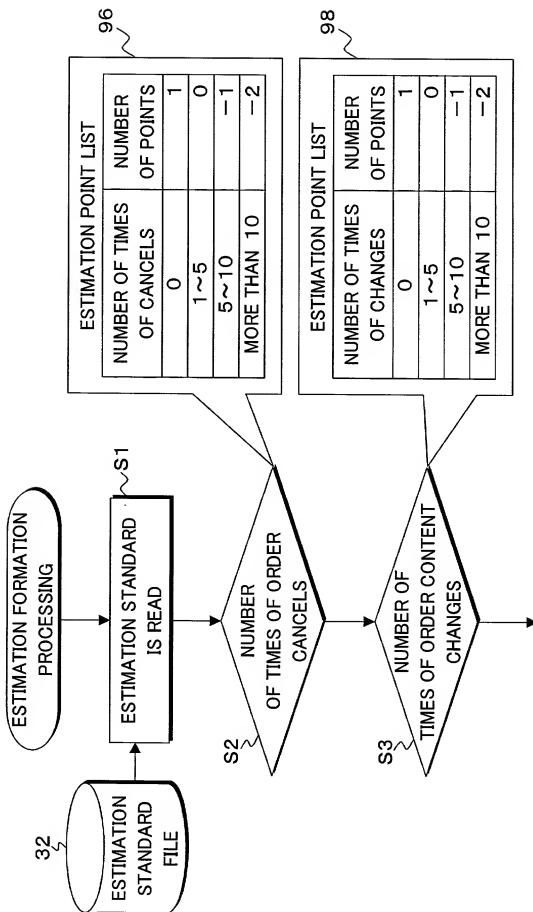 ESTIMATION FORMATION
PROCESSING
32
ESTIMATION
STANDARD
FILE
S1
ESTIMATION STANDARD
IS READ
S2
NUMBER
OF TIMES OF ORDER
CANCELS
96
ESTIMATION POINT LIST
NUMBER OF TIMES
OF CANCELS
NUMBER
OF POINTS
0
1
1~5
0
5~10
-1
MORE THAN 10
-2
S3
NUMBER OF
TIMES OF ORDER CONTENT
CHANGES
98
ESTIMATION POINT LIST
NUMBER OF TIMES
OF CHANGES
NUMBER
OF POINTS
0
1
1~5
0
5~10
-1
MORE THAN 10
-2